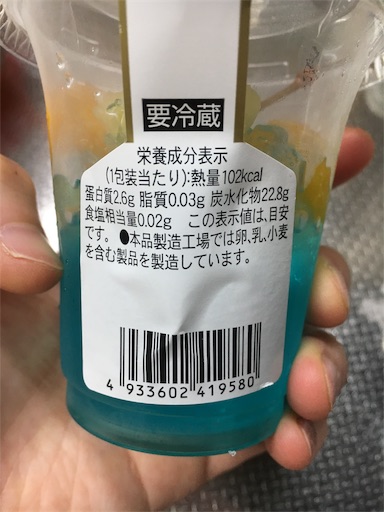 要冷蔵
栄養成分表示
(1包装当たり):熱量102kcal
蛋白質2.6g 脂質0.03g 炭水化物22.8g
食塩相当量0.02g この表示値は、目安
です。 ●本品製造工場では卵、乳、小麦
を含む製品を製造しています。
4 933602 419580